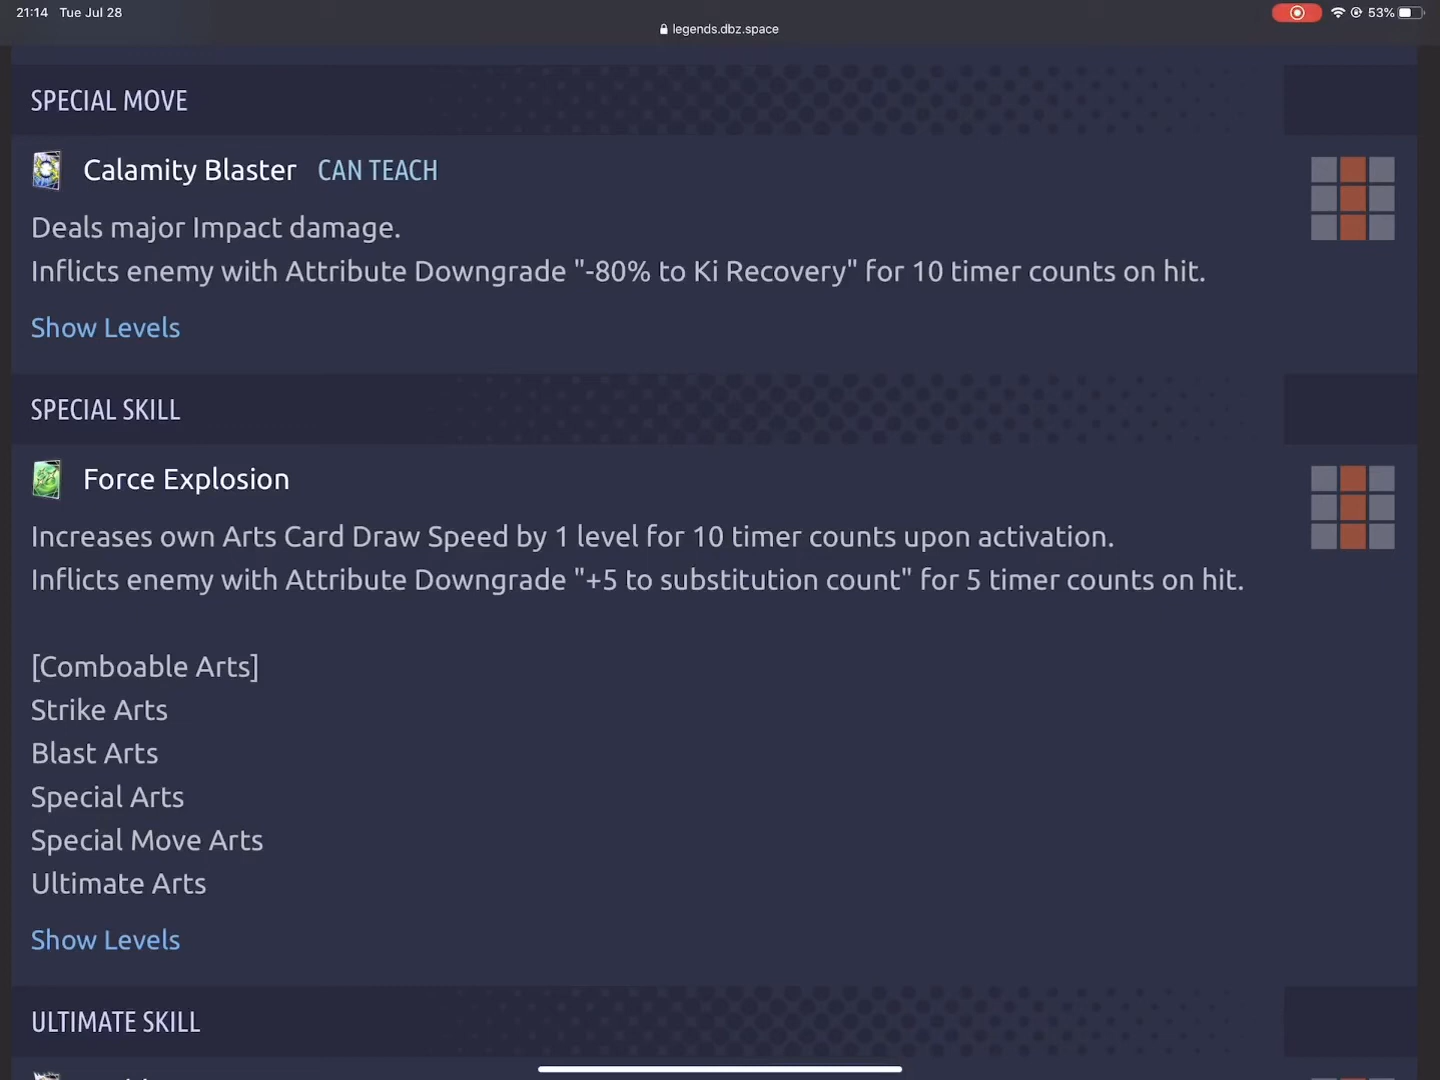 21:14 Tue Jul 28
53%
legends.dbz.space
SPECIAL MOVE
Calamity Blaster CAN TEACH
Deals major Impact damage.
Inflicts enemy with Attribute Downgrade "-80% to Ki Recovery" for 10 timer counts on hit.
Show Levels
SPECIAL SKILL
Force Explosion
Increases own Arts Card Draw Speed by 1 level for 10 timer counts upon activation.
Inflicts enemy with Attribute Downgrade "+5 to substitution count" for 5 timer counts on hit.
[Comboable Arts]
Strike Arts
Blast Arts
Special Arts
Special Move Arts
Ultimate Arts
Show Levels
ULTIMATE SKILL